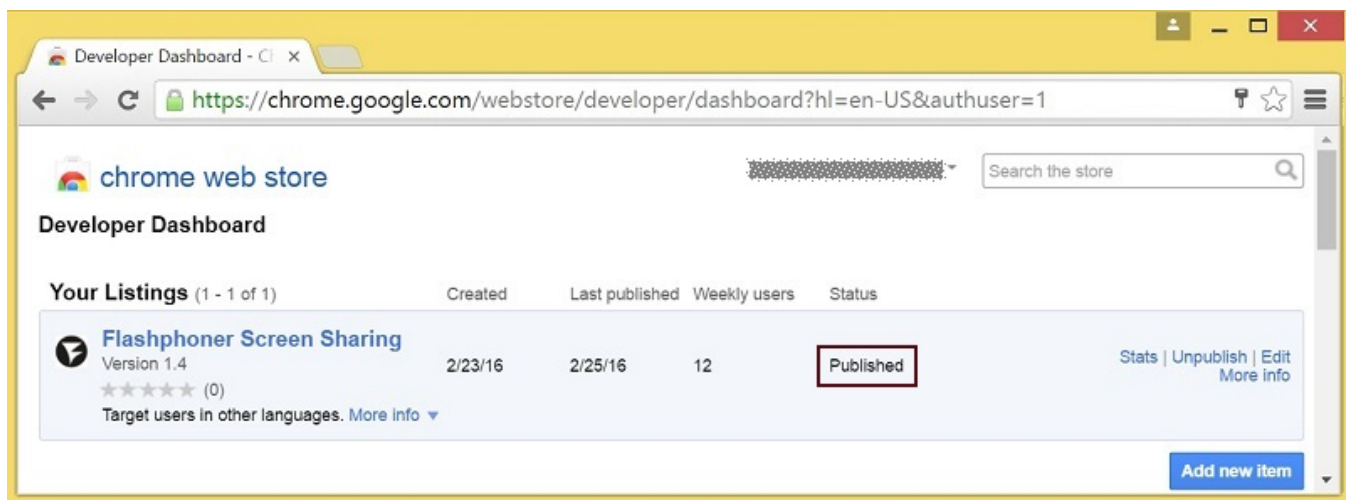 Developer Dashboard - Ch
https://chrome.google.com/webstore/developer/dashboard?hl=en-US&authuser=1
chrome web store
Search the store
Developer Dashboard
Your Listings (1 - 1 of 1) Created Last published Weekly users Status
Flashphoner Screen Sharing
Version 1.4
2/23/16 2/25/16 12 Published
Stats | Unpublish | Edit
More info
(0)
Target users in other languages. More info
Add new item